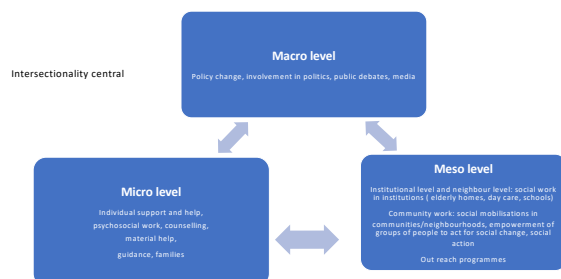 Macro level
Policy change, involvement in politics, public debates, media
Intersectionality central
Micro level
Individual support and help,
psychosocial work, counselling,
material help,
guidance, families
Meso level
Institutional level and neighbour level: social work
in institutions ( elderly homes, day care, schools)
Community work: social mobilisations in
communities/neighbourhoods, empowerment of
groups of people to act for social change, social
action
Out reach programmes